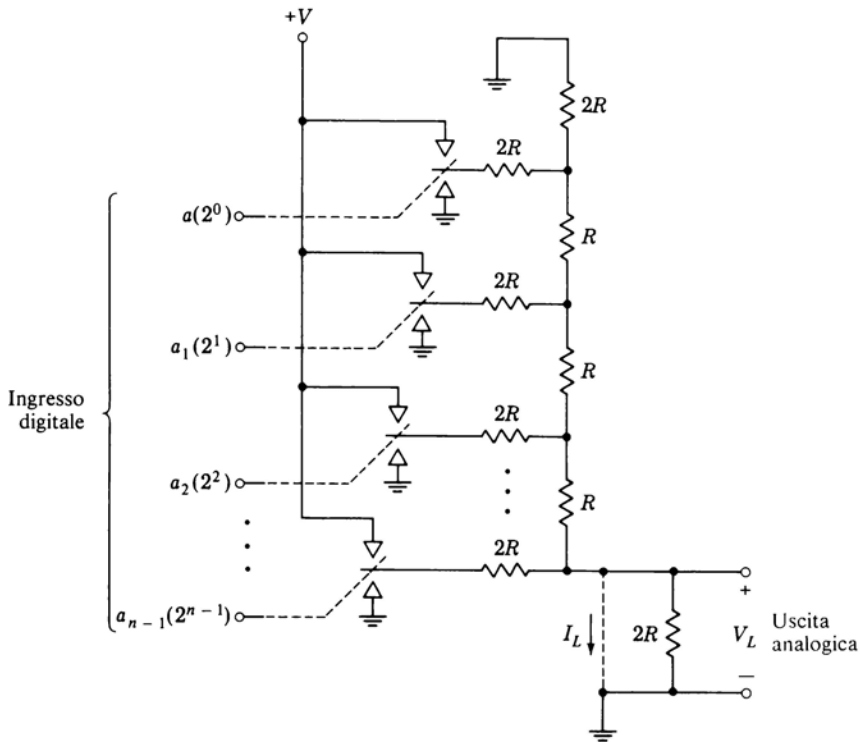 +V
2R
2R
a(2⁰)
R
2R
a₁(2¹)
R
Ingresso
digitale
2R
a₂(2²)
R
2R
aₙ₋₁(2ⁿ⁻¹)
+
I_L
2R
V_L
Uscita
analogica
−